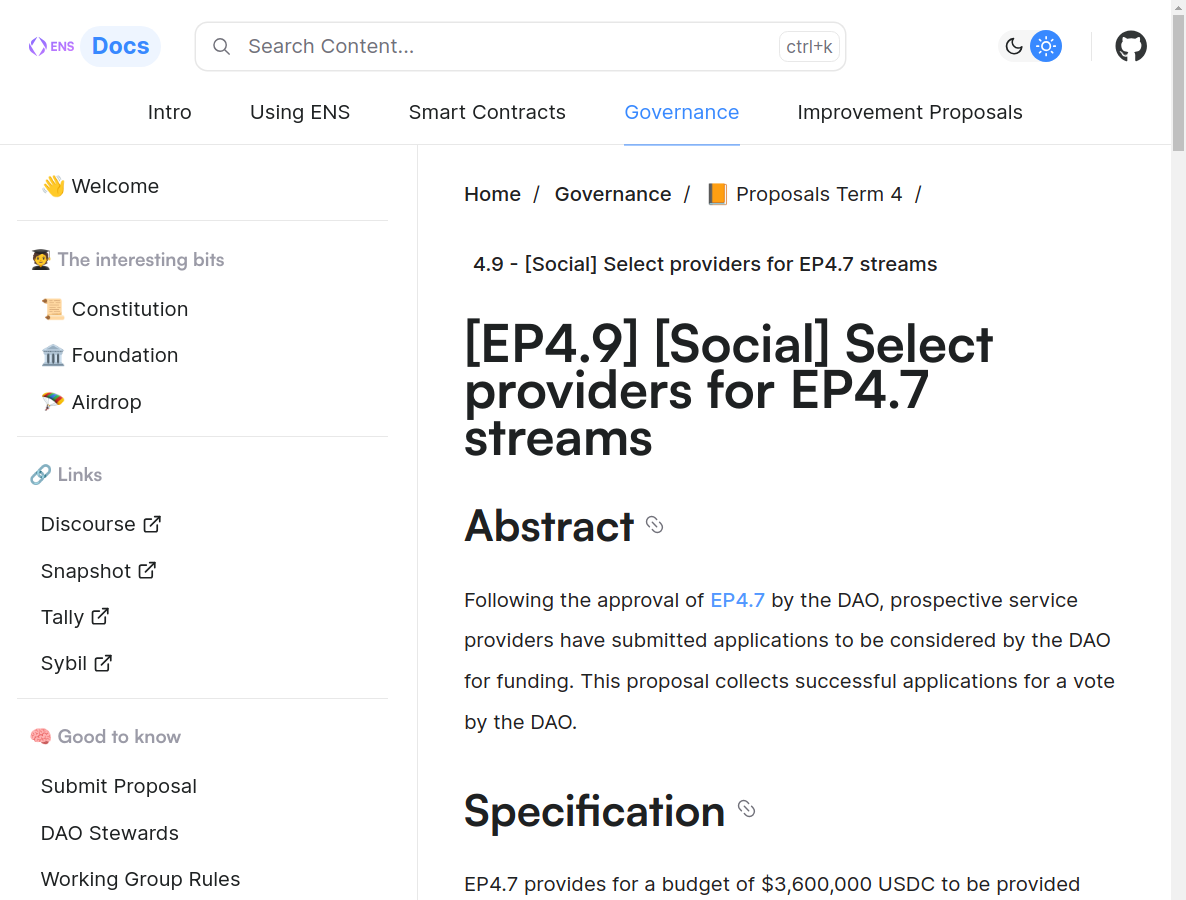 ENS Docs
Search Content...
ctrl+k
Intro
Using ENS
Smart Contracts
Governance
Improvement Proposals
👋 Welcome
🧑‍🎓 The interesting bits
📜 Constitution
🏛️ Foundation
🪂 Airdrop
🔗 Links
Discourse
Snapshot
Tally
Sybil
🧠 Good to know
Submit Proposal
DAO Stewards
Working Group Rules
Home / Governance / 📙 Proposals Term 4 /
4.9 - [Social] Select providers for EP4.7 streams
[EP4.9] [Social] Select
providers for EP4.7
streams
Abstract
Following the approval of EP4.7 by the DAO, prospective service
providers have submitted applications to be considered by the DAO
for funding. This proposal collects successful applications for a vote
by the DAO.
Specification
EP4.7 provides for a budget of $3,600,000 USDC to be provided